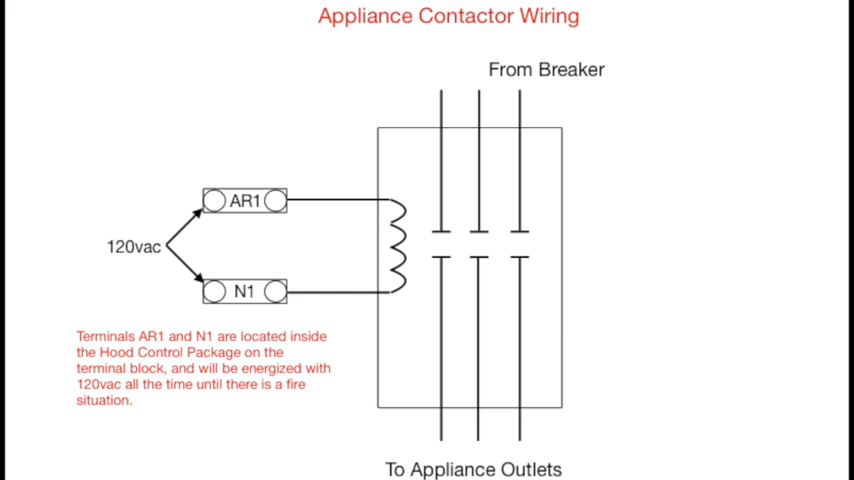 Appliance Contactor Wiring
From Breaker
AR1
120vac
N1
Terminals AR1 and N1 are located inside
the Hood Control Package on the
terminal block, and will be energized with
120vac all the time until there is a fire
situation.
To Appliance Outlets